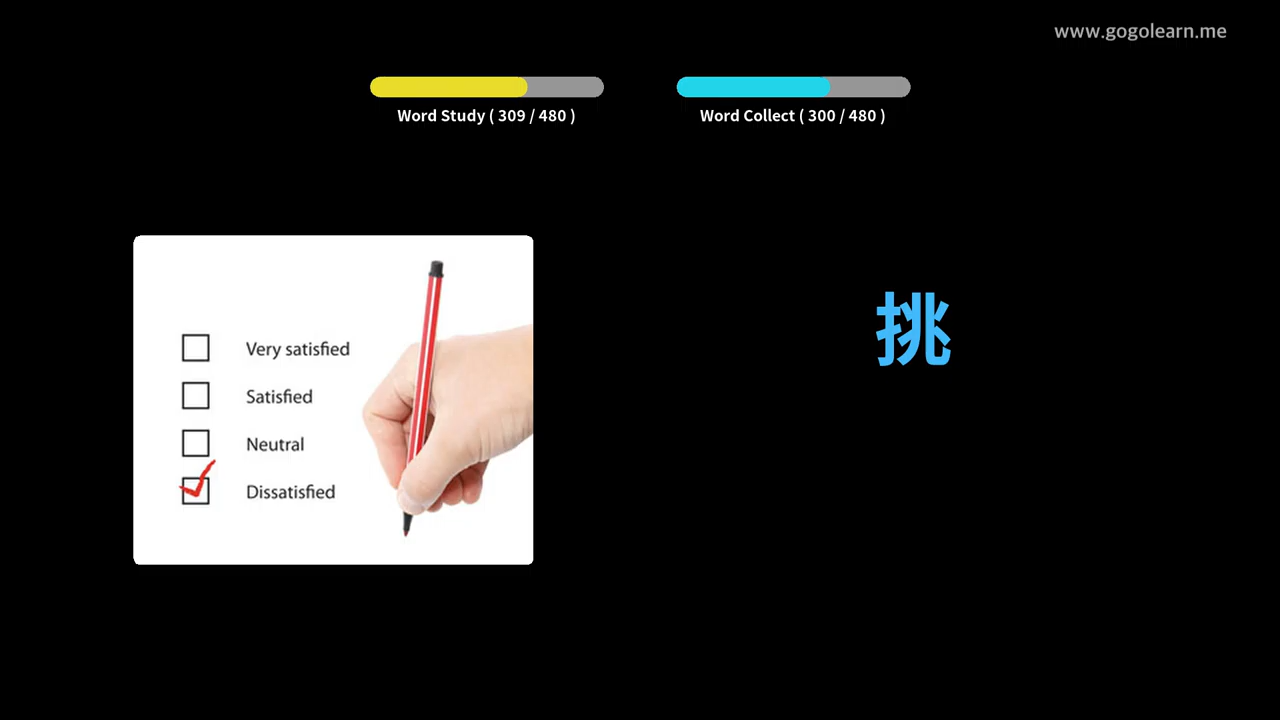 www.gogolearn.me
Word Study ( 309 / 480 )
Word Collect ( 300 / 480 )
Very satisfied
Satisfied
Neutral
Dissatisfied
挑